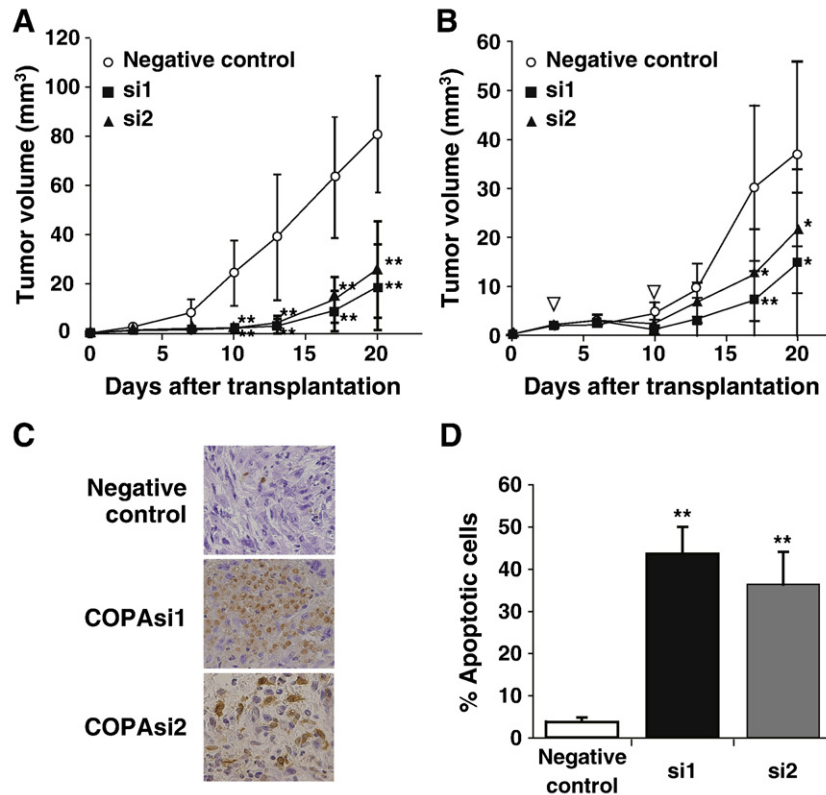 A
Tumor volume (mm³)
120
100
80
60
40
20
0
Negative control
si1
si2
**
**
**
**
**
**
**
**
0 5 10 15 20
Days after transplantation
B
Tumor volume (mm³)
60
50
40
30
20
10
0
Negative control
si1
si2
*
**
*
*
0 5 10 15 20
Days after transplantation
C
Negative
control
COPAsi1
COPAsi2
D
% Apoptotic cells
60
50
40
30
20
10
0
**
**
Negative
control
si1
si2